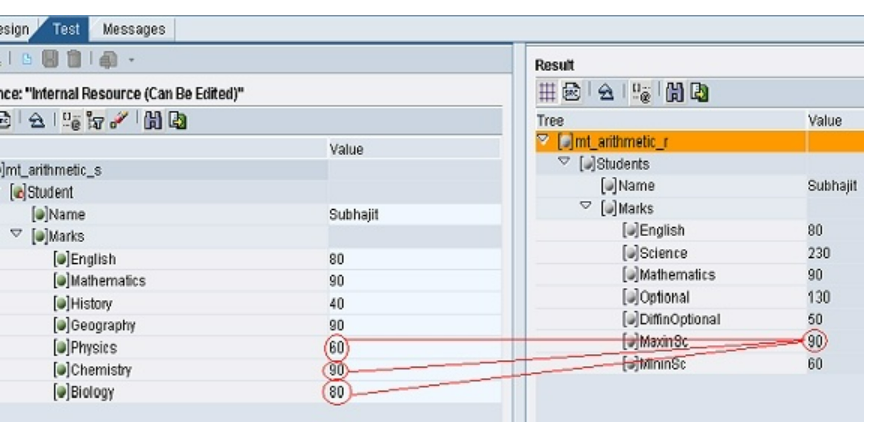 esign Test Messages
nce: "Internal Resource (Can Be Edited)"
Value
]mt_arithmetic_s
Student
Name Subhajit
Marks
English 80
Mathematics 90
History 40
Geography 90
Physics 60
Chemistry 90
Biology 80
Result
Tree Value
mt_arithmetic_r
Students
Name Subhajit
Marks
English 80
Science 230
Mathematics 90
Optional 130
DiffinOptional 50
MaxinSc 90
MininSc 60